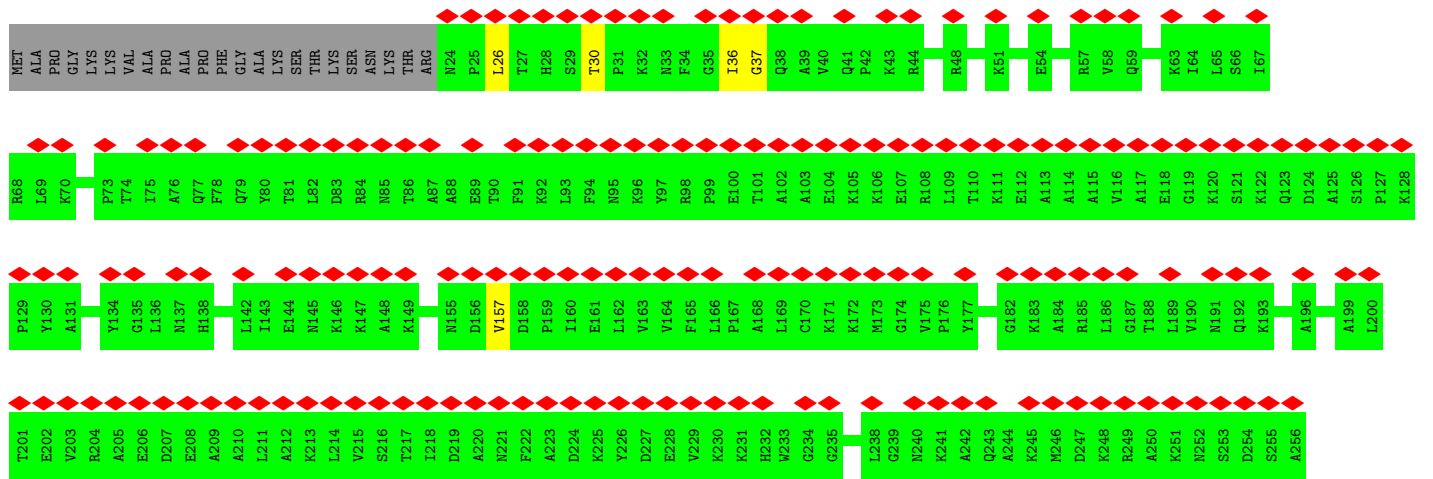 MET ALA PRO GLY LYS LYS VAL ALA PRO ALA PRO PHE GLY ALA LYS SER THR LYS SER ASN LYS THR ARG N24 P25 L26 T27 H28 S29 T30 P31 K32 N33 F34 G35 I36 G37 Q38 A39 V40 Q41 P42 K43 R44 R48 K51 E54 R57 V58 Q59 K63 I64 L65 S66 I67
R68 L69 K70 P73 T74 I75 A76 Q77 F78 Q79 Y80 T81 L82 D83 R84 N85 T86 A87 A88 E89 T90 F91 K92 L93 F94 N95 K96 Y97 R98 P99 E100 T101 A102 A103 E104 K105 K106 E107 R108 L109 T110 K111 E112 A113 A114 A115 V116 A117 E118 G119 K120 S121 K122 Q123 D124 A125 S126 P127 K128
P129 Y130 A131 Y134 G135 L136 N137 H138 L142 I143 E144 N145 K146 K147 A148 K149 N155 D156 V157 D158 P159 I160 E161 L162 V163 V164 F165 L166 P167 A168 L169 C170 K171 K172 M173 G174 V175 P176 Y177 G182 K183 A184 R185 L186 G187 T188 L189 V190 N191 Q192 K193 A196 A199 L200
T201 E202 V203 R204 A205 E206 D207 E208 A209 A210 L211 A212 K213 L214 V215 S216 T217 I218 D219 A220 N221 F222 A223 D224 K225 Y226 D227 E228 V229 K230 K231 H232 W233 G234 G235 L238 G239 N240 K241 A242 Q243 A244 K245 M246 D247 K248 R249 A250 K251 N252 S253 D254 S255 A256